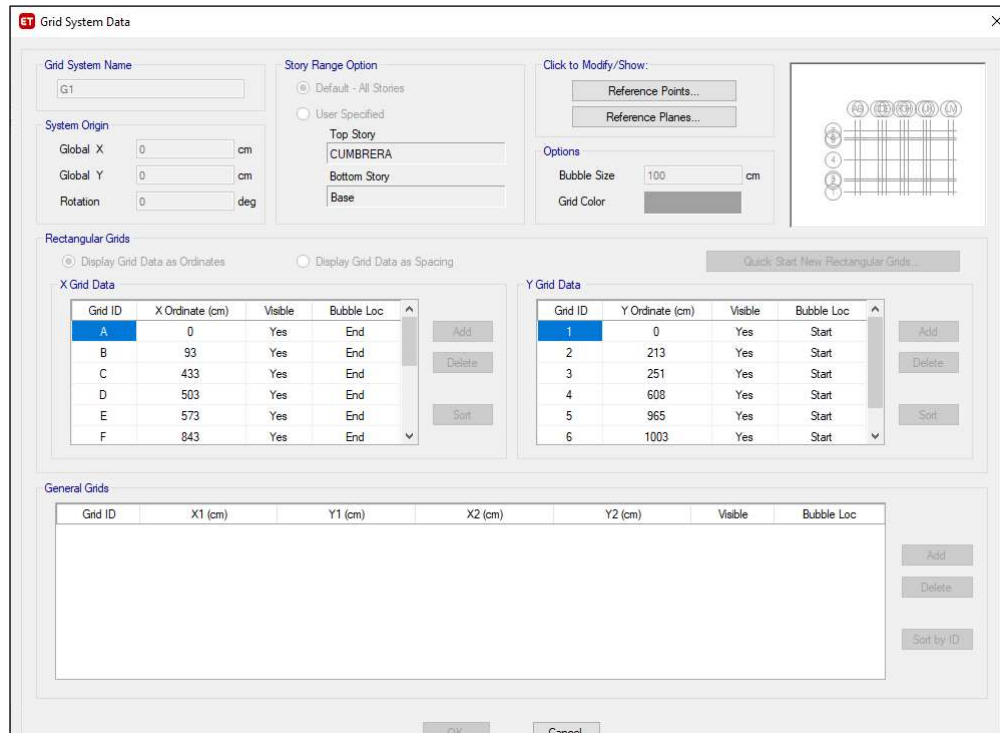 ET Grid System Data
Grid System Name
G1
System Origin
Global X 0 cm
Global Y 0 cm
Rotation 0 deg
Story Range Option
Default - All Stories
User Specified
Top Story
CUMBRERA
Bottom Story
Base
Click to Modify/Show:
Reference Points...
Reference Planes...
Options
Bubble Size 100 cm
Grid Color
Rectangular Grids
Display Grid Data as Ordinates Display Grid Data as Spacing Quick Start New Rectangular Grids...
X Grid Data
Grid ID X Ordinate (cm) Visible Bubble Loc
A 0 Yes End
B 93 Yes End
C 433 Yes End
D 503 Yes End
E 573 Yes End
F 843 Yes End
Add
Delete
Sort
Y Grid Data
Grid ID Y Ordinate (cm) Visible Bubble Loc
1 0 Yes Start
2 213 Yes Start
3 251 Yes Start
4 608 Yes Start
5 965 Yes Start
6 1003 Yes Start
Add
Delete
Sort
General Grids
Grid ID X1 (cm) Y1 (cm) X2 (cm) Y2 (cm) Visible Bubble Loc
Add
Delete
Sort by ID
OK Cancel